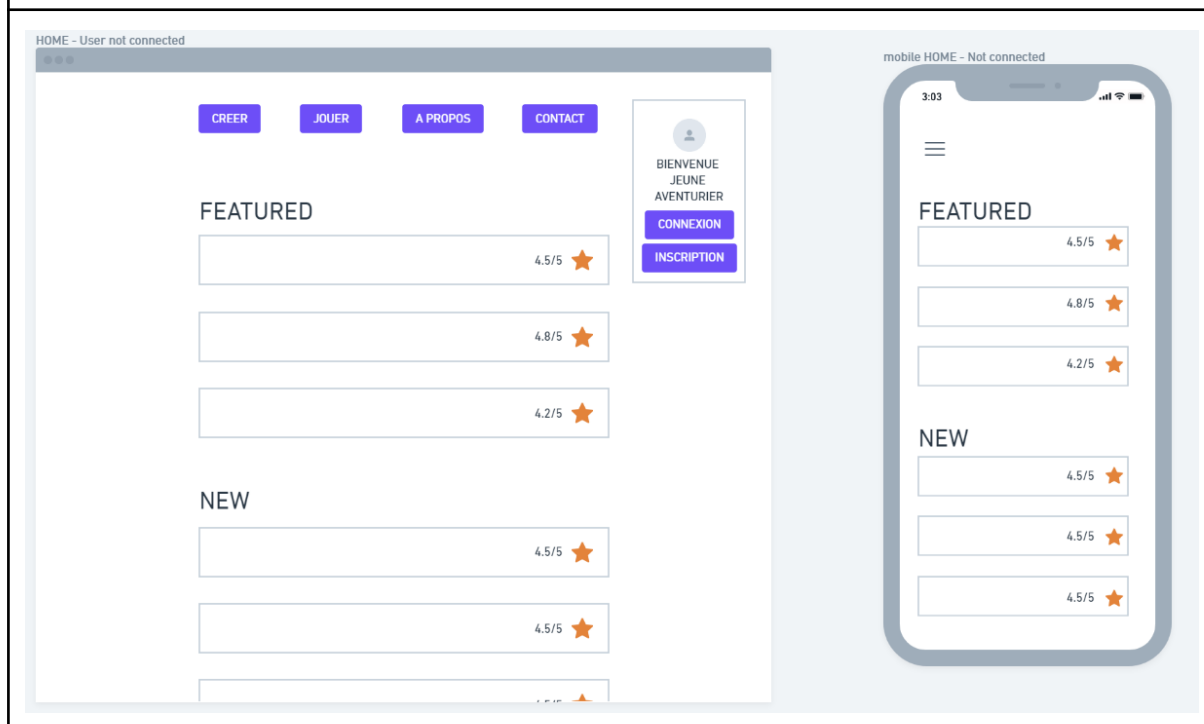 HOME - User not connected
CREER
JOUER
A PROPOS
CONTACT
BIENVENUE
JEUNE
AVENTURIER
CONNEXION
INSCRIPTION
FEATURED
4.5/5
4.8/5
4.2/5
NEW
4.5/5
4.5/5
mobile HOME - Not connected
3:03
FEATURED
4.5/5
4.8/5
4.2/5
NEW
4.5/5
4.5/5
4.5/5